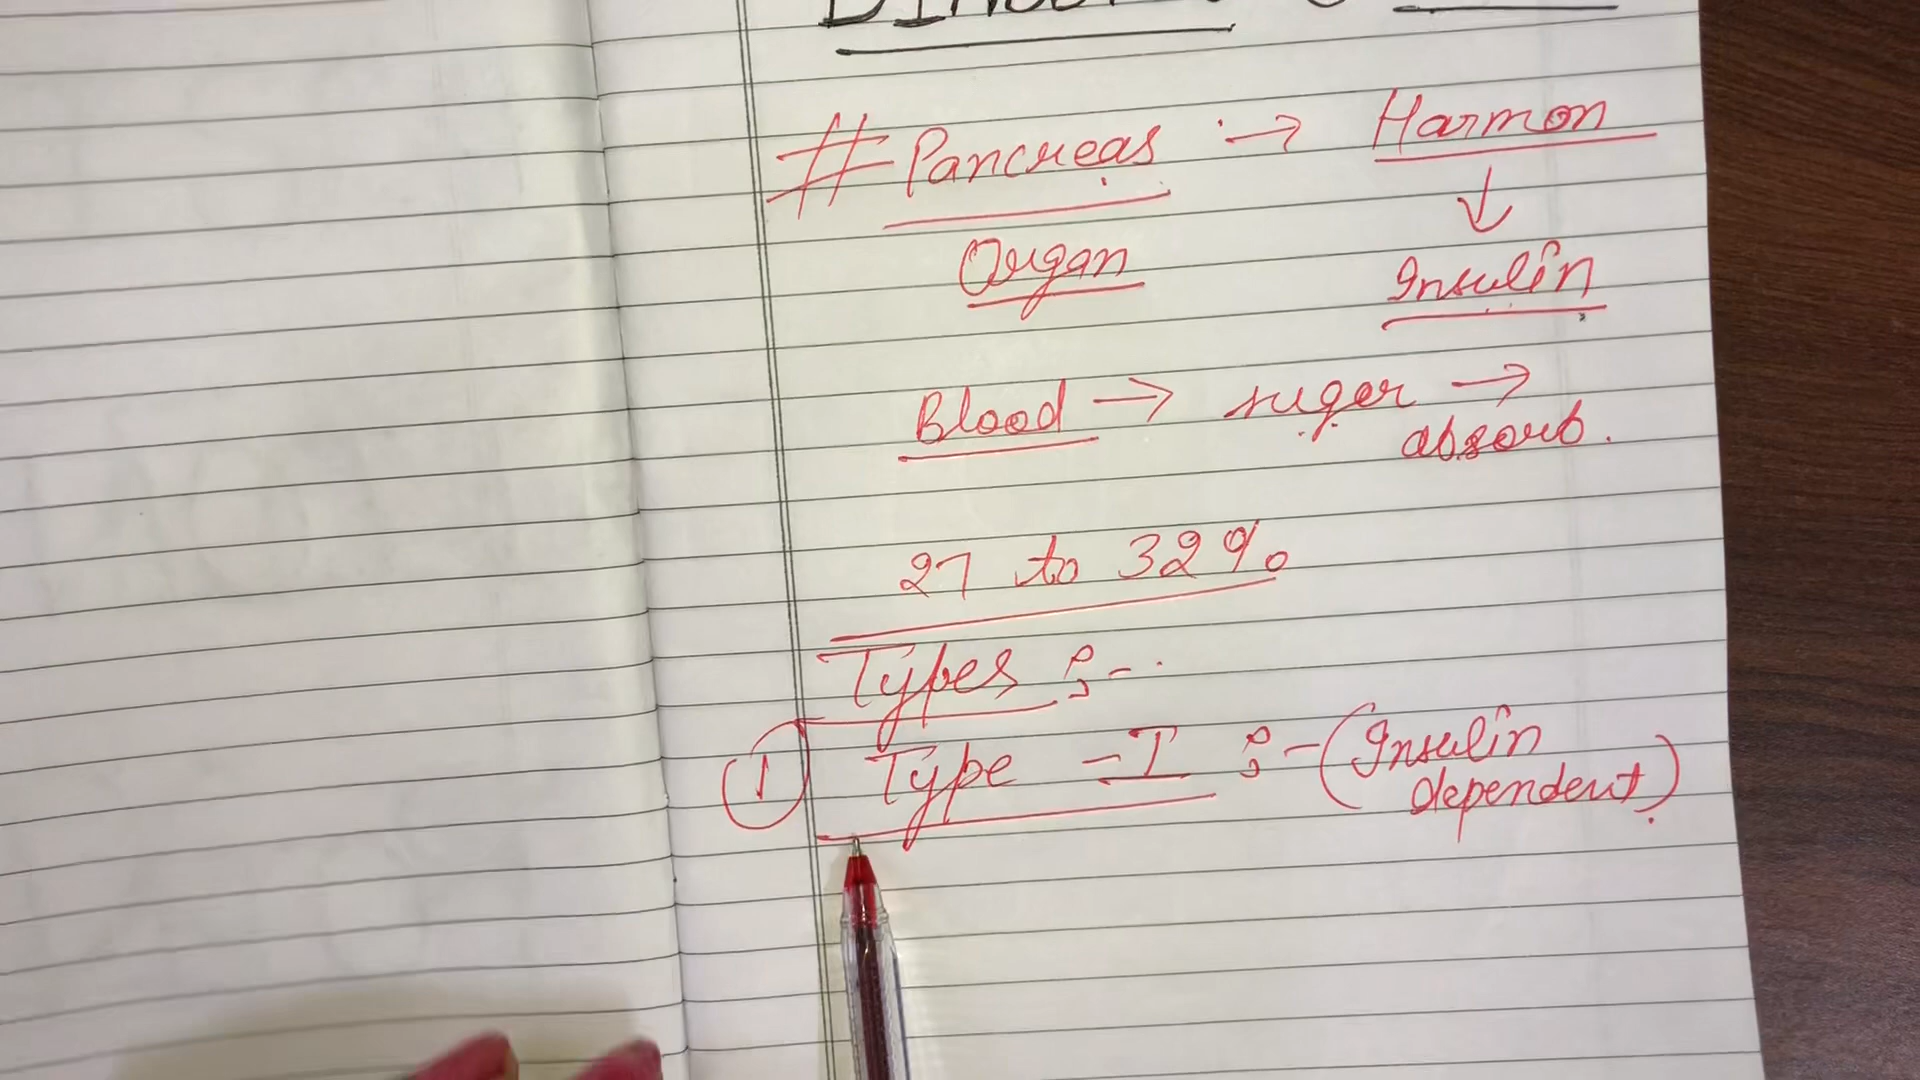 # Pancreas :→ Harmon
↓
Organ Insulin
Blood → suger →
absorb.
27 to 32%
Types :-
① Type - I :- (Insulin
dependent)